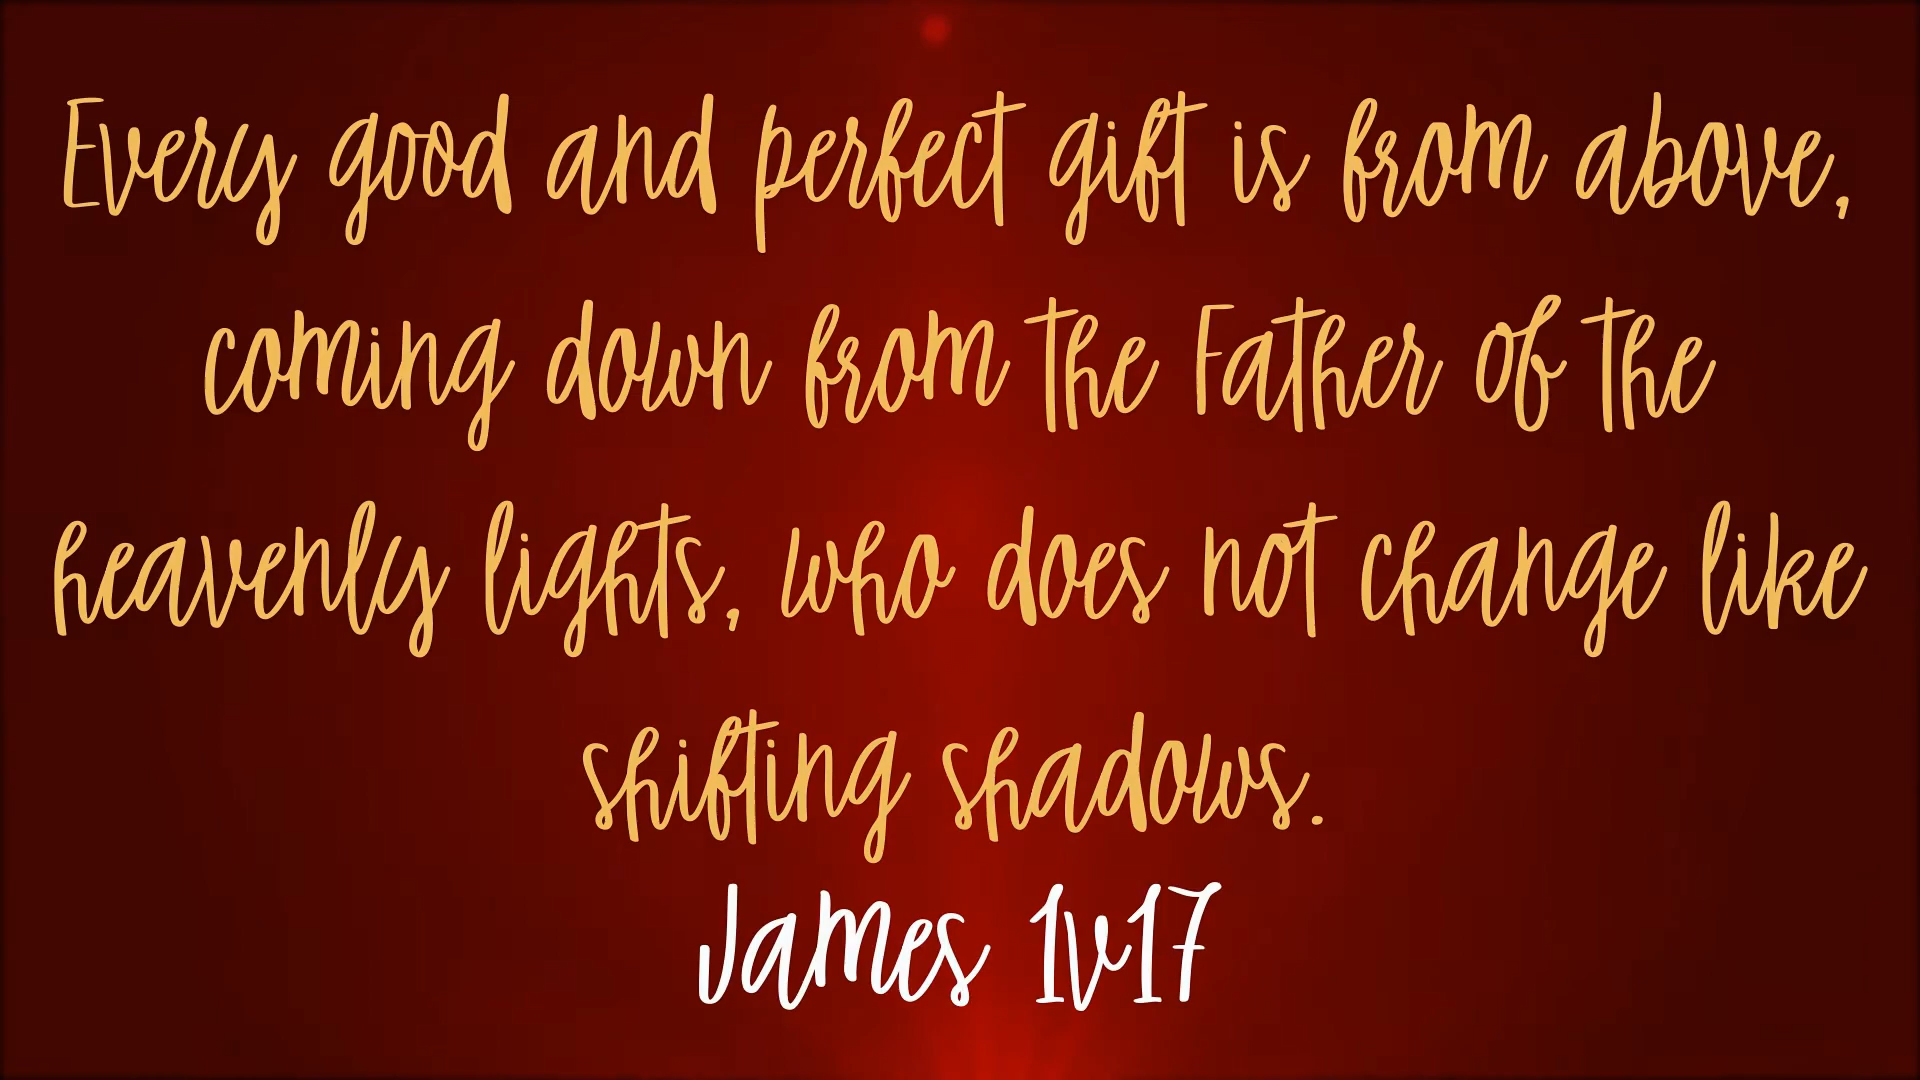 Every good and perfect gift is from above,
coming down from the Father of the
heavenly lights, who does not change like
shifting shadows.
James 1v17